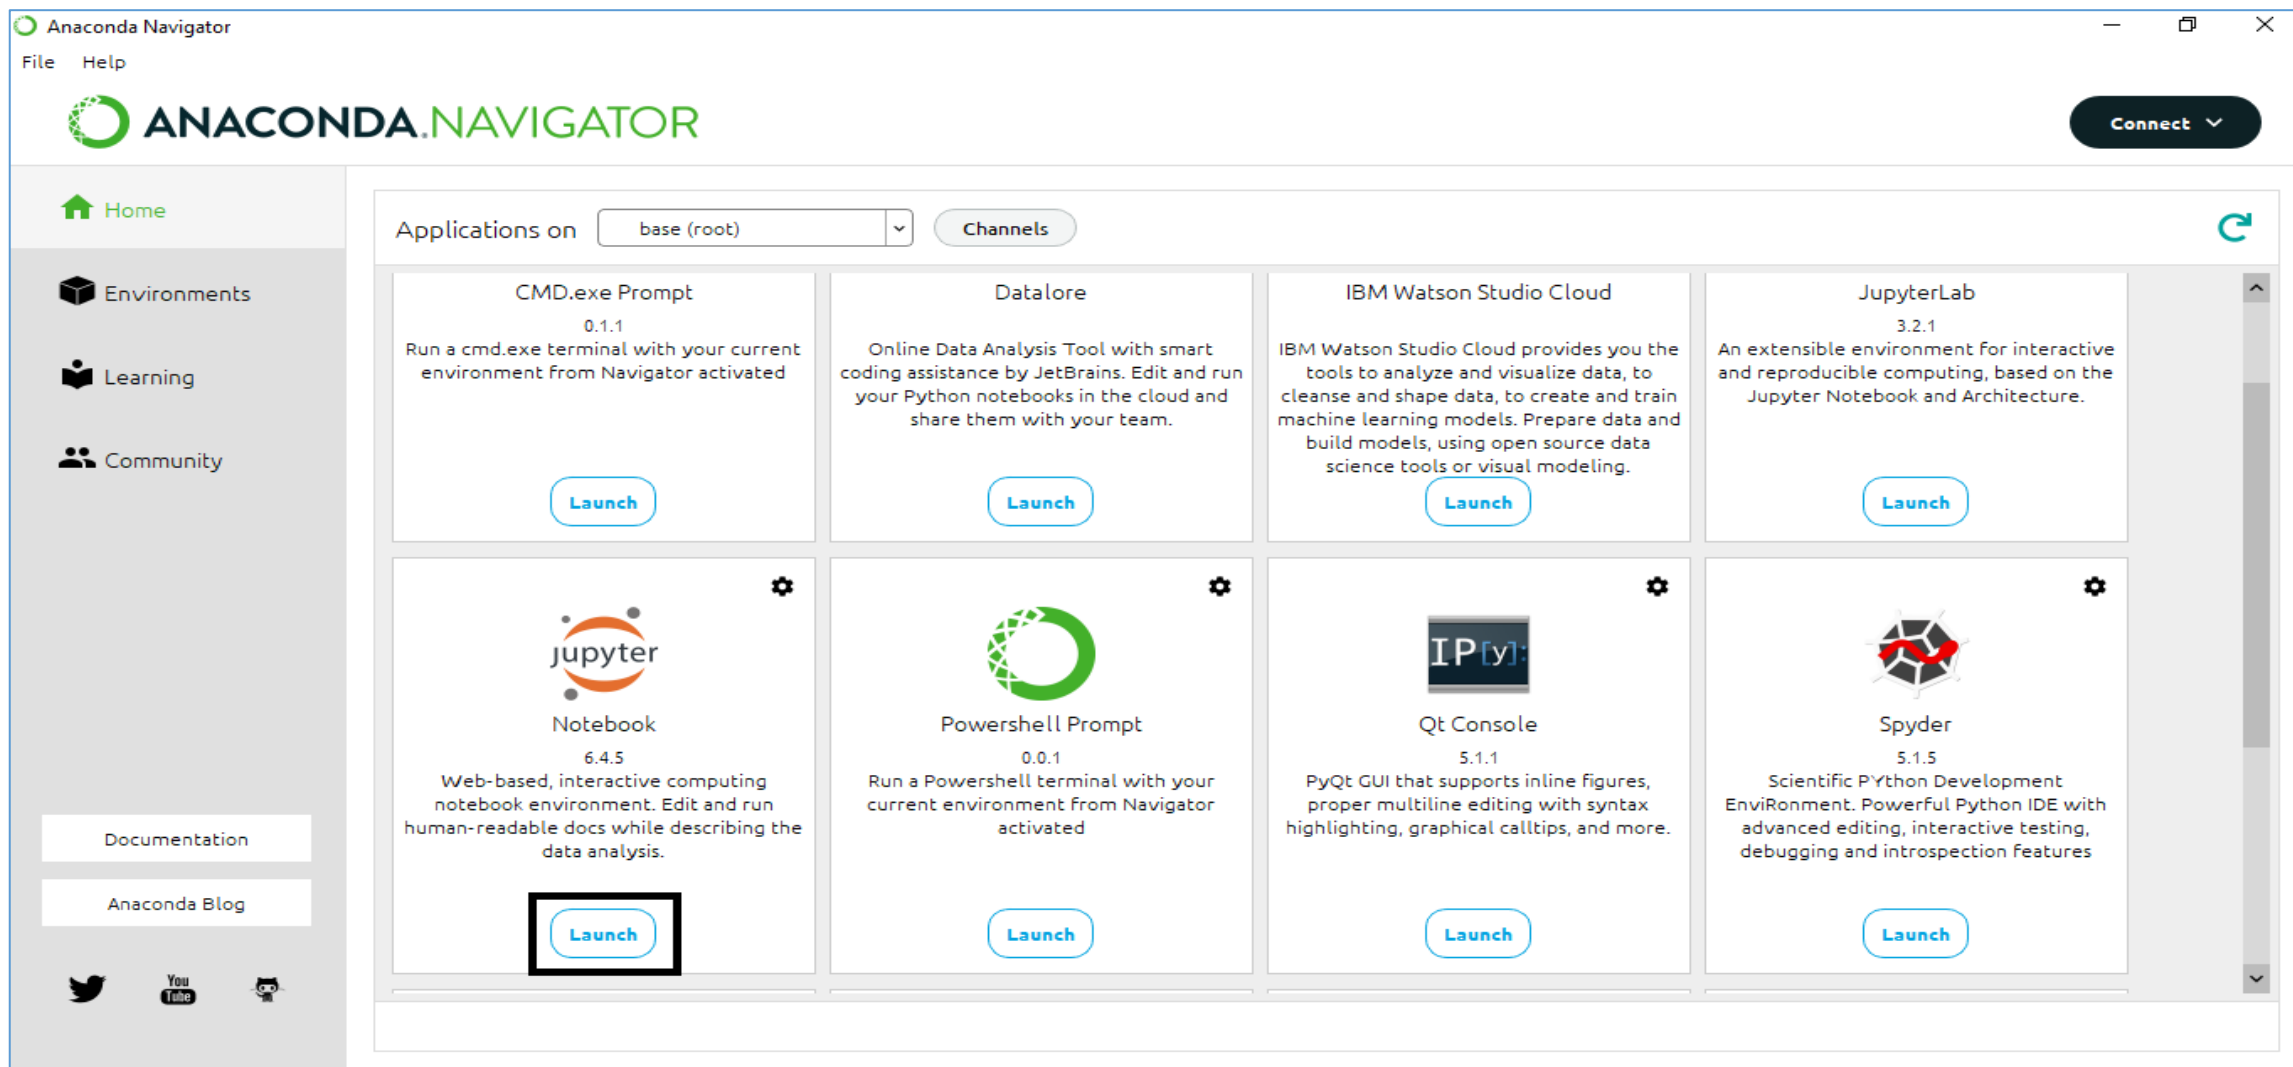 Anaconda Navigator
File Help
ANACONDA.NAVIGATOR
Connect
Home
Environments
Learning
Community
Documentation
Anaconda Blog
You
Tube
Applications on base (root) Channels
CMD.exe Prompt
0.1.1
Run a cmd.exe terminal with your current
environment from Navigator activated
Launch
Datalore
Online Data Analysis Tool with smart
coding assistance by JetBrains. Edit and run
your Python notebooks in the cloud and
share them with your team.
Launch
IBM Watson Studio Cloud
IBM Watson Studio Cloud provides you the
tools to analyze and visualize data, to
cleanse and shape data, to create and train
machine learning models. Prepare data and
build models, using open source data
science tools or visual modeling.
Launch
JupyterLab
3.2.1
An extensible environment for interactive
and reproducible computing, based on the
Jupyter Notebook and Architecture.
Launch
jupyter
Notebook
6.4.5
Web-based, interactive computing
notebook environment. Edit and run
human-readable docs while describing the
data analysis.
Launch
Powershell Prompt
0.0.1
Run a Powershell terminal with your
current environment from Navigator
activated
Launch
IP[y]:
Qt Console
5.1.1
PyQt GUI that supports inline figures,
proper multiline editing with syntax
highlighting, graphical calltips, and more.
Launch
Spyder
5.1.5
Scientific PYthon Development
EnviRonment. Powerful Python IDE with
advanced editing, interactive testing,
debugging and introspection features
Launch